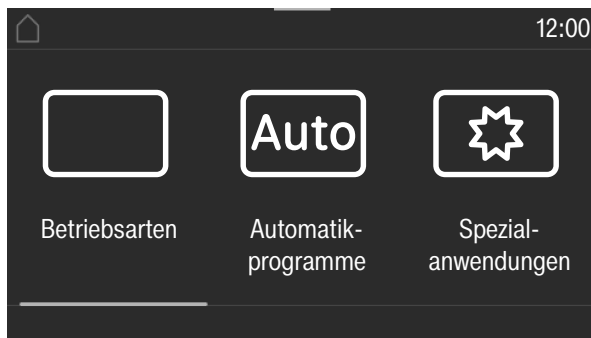 12:00
Auto
Betriebsarten
Automatik-
programme
Spezial-
anwendungen